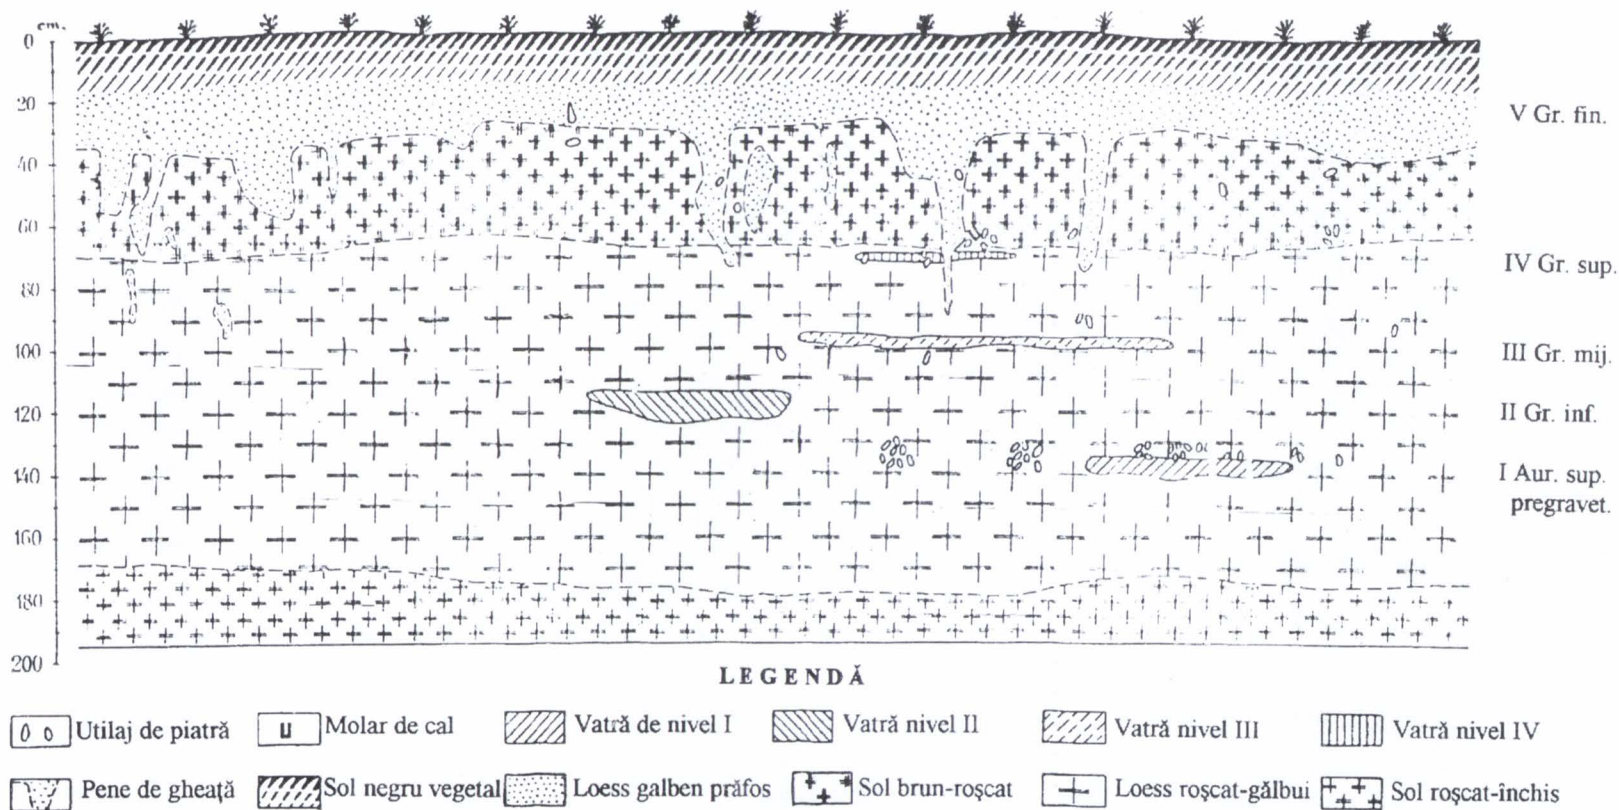 cm.
0
20
40
60
80
100
120
140
160
180
200
V Gr. fin.
IV Gr. sup.
III Gr. mij.
II Gr. inf.
I Aur. sup.
pregravet.
LEGENDĂ
Utilaj de piatră
Molar de cal
Vatră de nivel I
Vatră nivel II
Vatră nivel III
Vatră nivel IV
Pene de gheață
Sol negru vegetal
Loess galben prăfos
Sol brun-roșcat
Loess roșcat-gălbui
Sol roșcat-închis